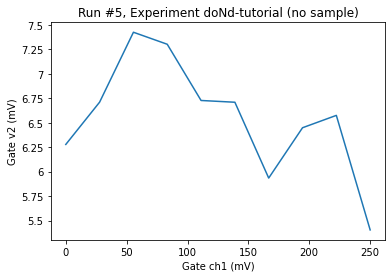 Run #5, Experiment doNd-tutorial (no sample)
7.5
7.25
7
6.75
6.5
6.25
6
5.75
5.5
Gate v2 (mV)
0 50 100 150 200 250
Gate ch1 (mV)